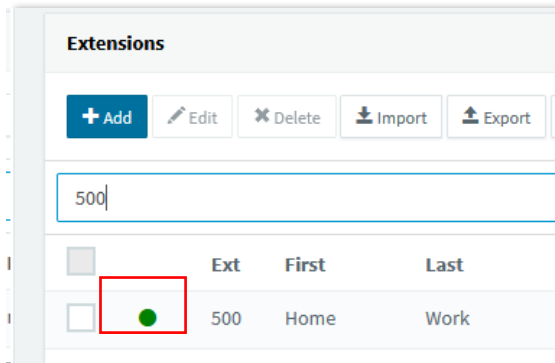 Extensions
+ Add Edit Delete Import Export
500
Ext First Last
500 Home Work